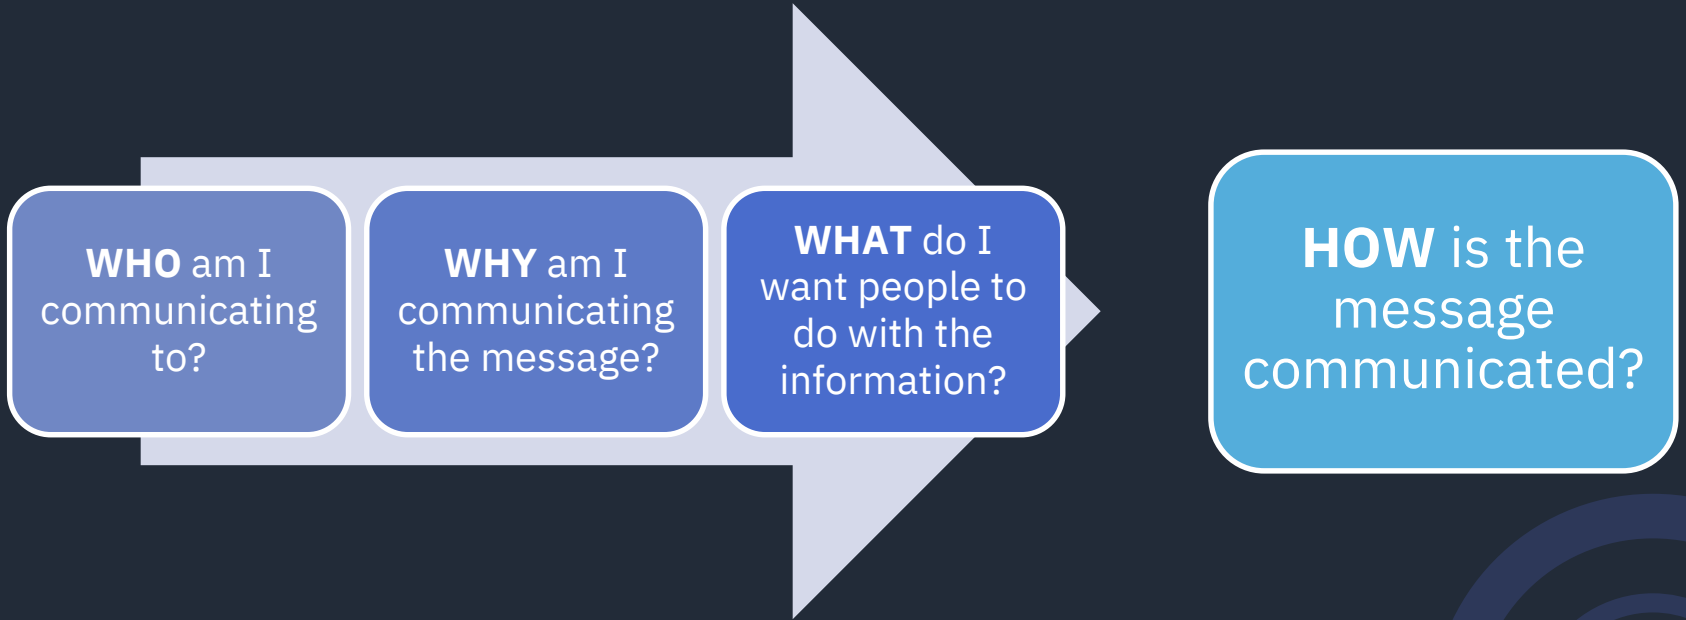 WHO am I
communicating
to?
WHY am I
communicating
the message?
WHAT do I
want people to
do with the
information?
HOW is the
message
communicated?